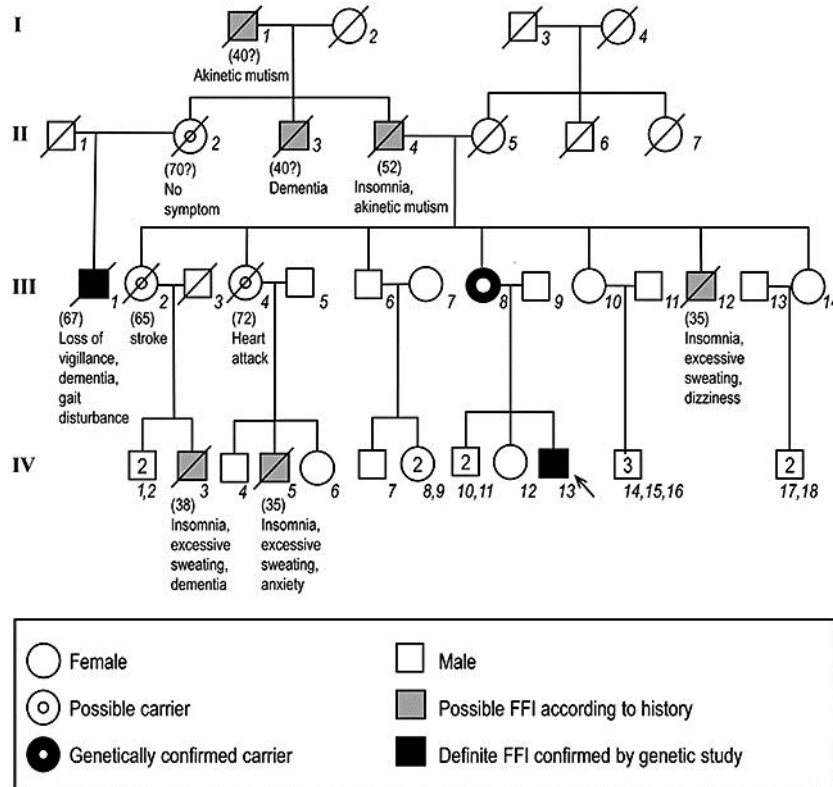 I
1
2
3
4
(40?)
Akinetic mutism
II
1
2
3
4
5
6
7
(70?)
No
symptom
(40?)
Dementia
(52)
Insomnia,
akinetic mutism
III
1
2
3
4
5
6
7
8
9
10
11
12
13
14
(67)
Loss of
vigillance,
dementia,
gait
disturbance
(65)
stroke
(72)
Heart
attack
(35)
Insomnia,
excessive
sweating,
dizziness
IV
2
1,2
3
4
5
6
7
2
8,9
2
10,11
12
13
3
14,15,16
2
17,18
(38)
Insomnia,
excessive
sweating,
dementia
(35)
Insomnia,
excessive
sweating,
anxiety
Female
Male
Possible carrier
Possible FFI according to history
Genetically confirmed carrier
Definite FFI confirmed by genetic study